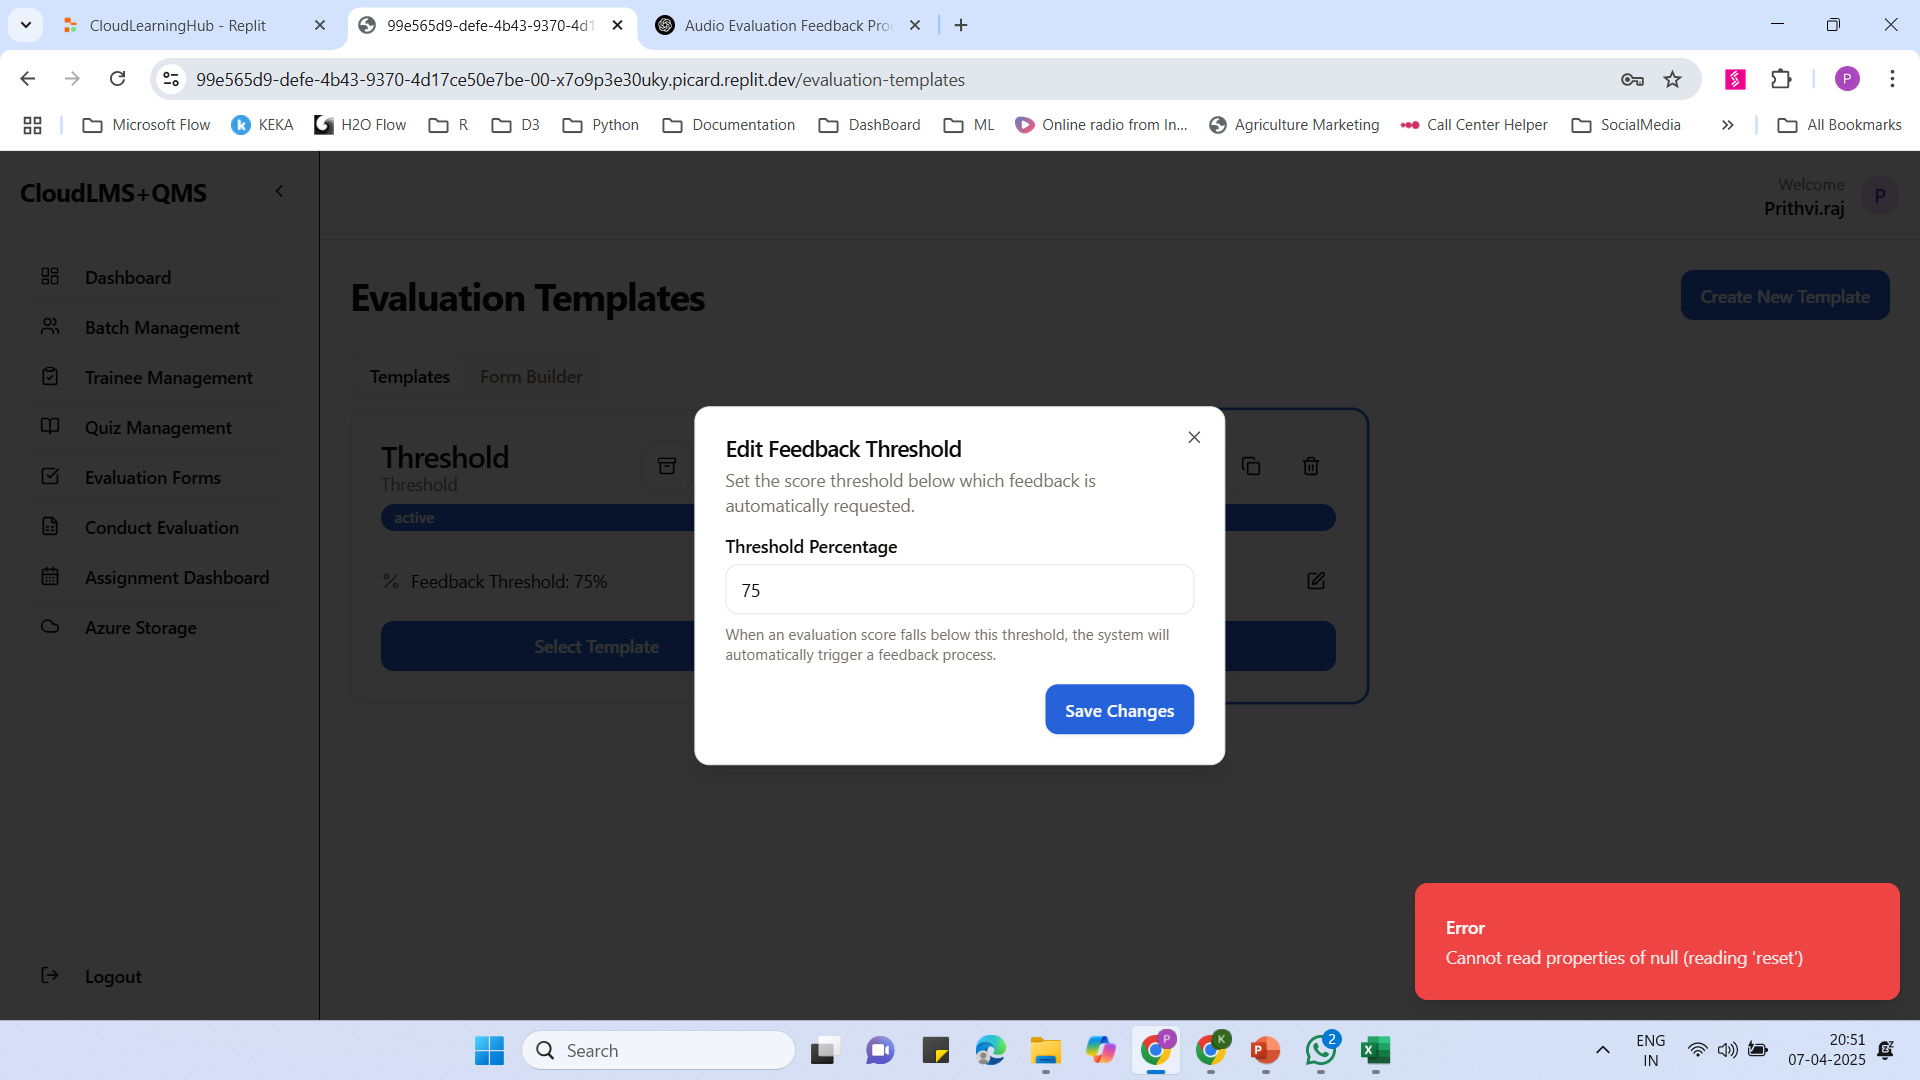 CloudLearningHub - Replit
99e565d9-defe-4b43-9370-4d1
Audio Evaluation Feedback Pro
99e565d9-defe-4b43-9370-4d17ce50e7be-00-x7o9p3e30uky.picard.replit.dev/evaluation-templates
P
Microsoft Flow
KEKA
H2O Flow
R
D3
Python
Documentation
DashBoard
ML
Online radio from In...
Agriculture Marketing
Call Center Helper
SocialMedia
All Bookmarks
CloudLMS+QMS
Welcome
Prithvi.raj
P
Dashboard
Batch Management
Trainee Management
Quiz Management
Evaluation Forms
Conduct Evaluation
Assignment Dashboard
Azure Storage
Logout
Evaluation Templates
Create New Template
Templates
Form Builder
Threshold
Threshold
active
% Feedback Threshold: 75%
Select Template
Edit Feedback Threshold
Set the score threshold below which feedback is
automatically requested.
Threshold Percentage
75
When an evaluation score falls below this threshold, the system will
automatically trigger a feedback process.
Save Changes
Error
Cannot read properties of null (reading 'reset')
Search
P
K
2
ENG
IN
20:51
07-04-2025